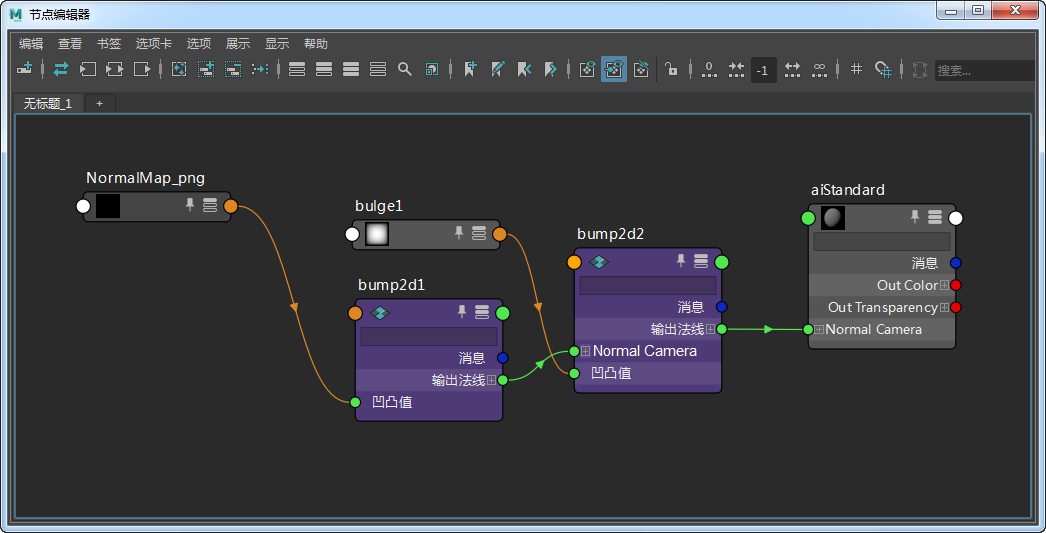 节点编辑器
编辑 查看 书签 选项卡 选项 展示 显示 帮助
0 -1 搜索...
无标题_1 +
NormalMap_png
bulge1
bump2d1
消息
输出法线
凹凸值
bump2d2
消息
输出法线
Normal Camera
凹凸值
aiStandard
消息
Out Color
Out Transparency
Normal Camera